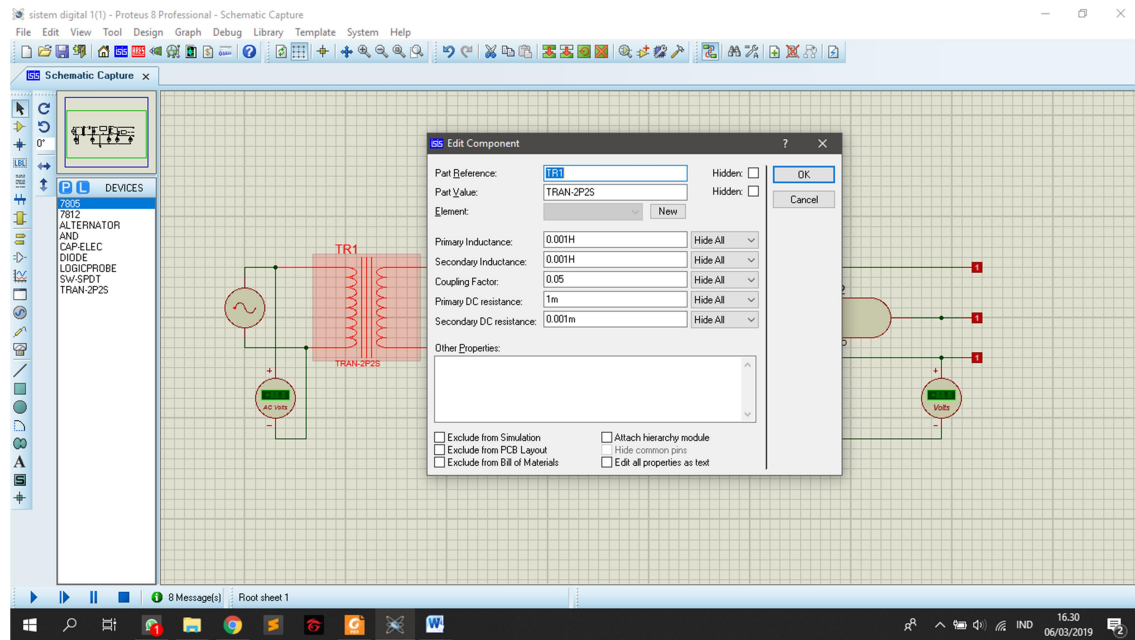 sistem digital 1(1) - Proteus 8 Professional - Schematic Capture
File Edit View Tool Design Graph Debug Library Template System Help
Schematic Capture x
LBL
0°
P L DEVICES
7805
7812
ALTERNATOR
AND
CAP-ELEC
DIODE
LOGICPROBE
SW-SPDT
TRAN-2P2S
TR1
TRAN-2P2S
+
AC Volts
-
Edit Component ?
Part Reference: TR1 Hidden:
Part Value: TRAN-2P2S Hidden:
Element: New
Primary Inductance: 0.001H Hide All
Secondary Inductance: 0.001H Hide All
Coupling Factor: 0.05 Hide All
Primary DC resistance: 1m Hide All
Secondary DC resistance: 0.001m Hide All
Other Properties:
Exclude from Simulation Attach hierarchy module
Exclude from PCB Layout Hide common pins
Exclude from Bill of Materials Edit all properties as text
OK
Cancel
1
1
1
+
Volts
-
8 Message(s) Root sheet 1
IND
16.30
06/03/2019